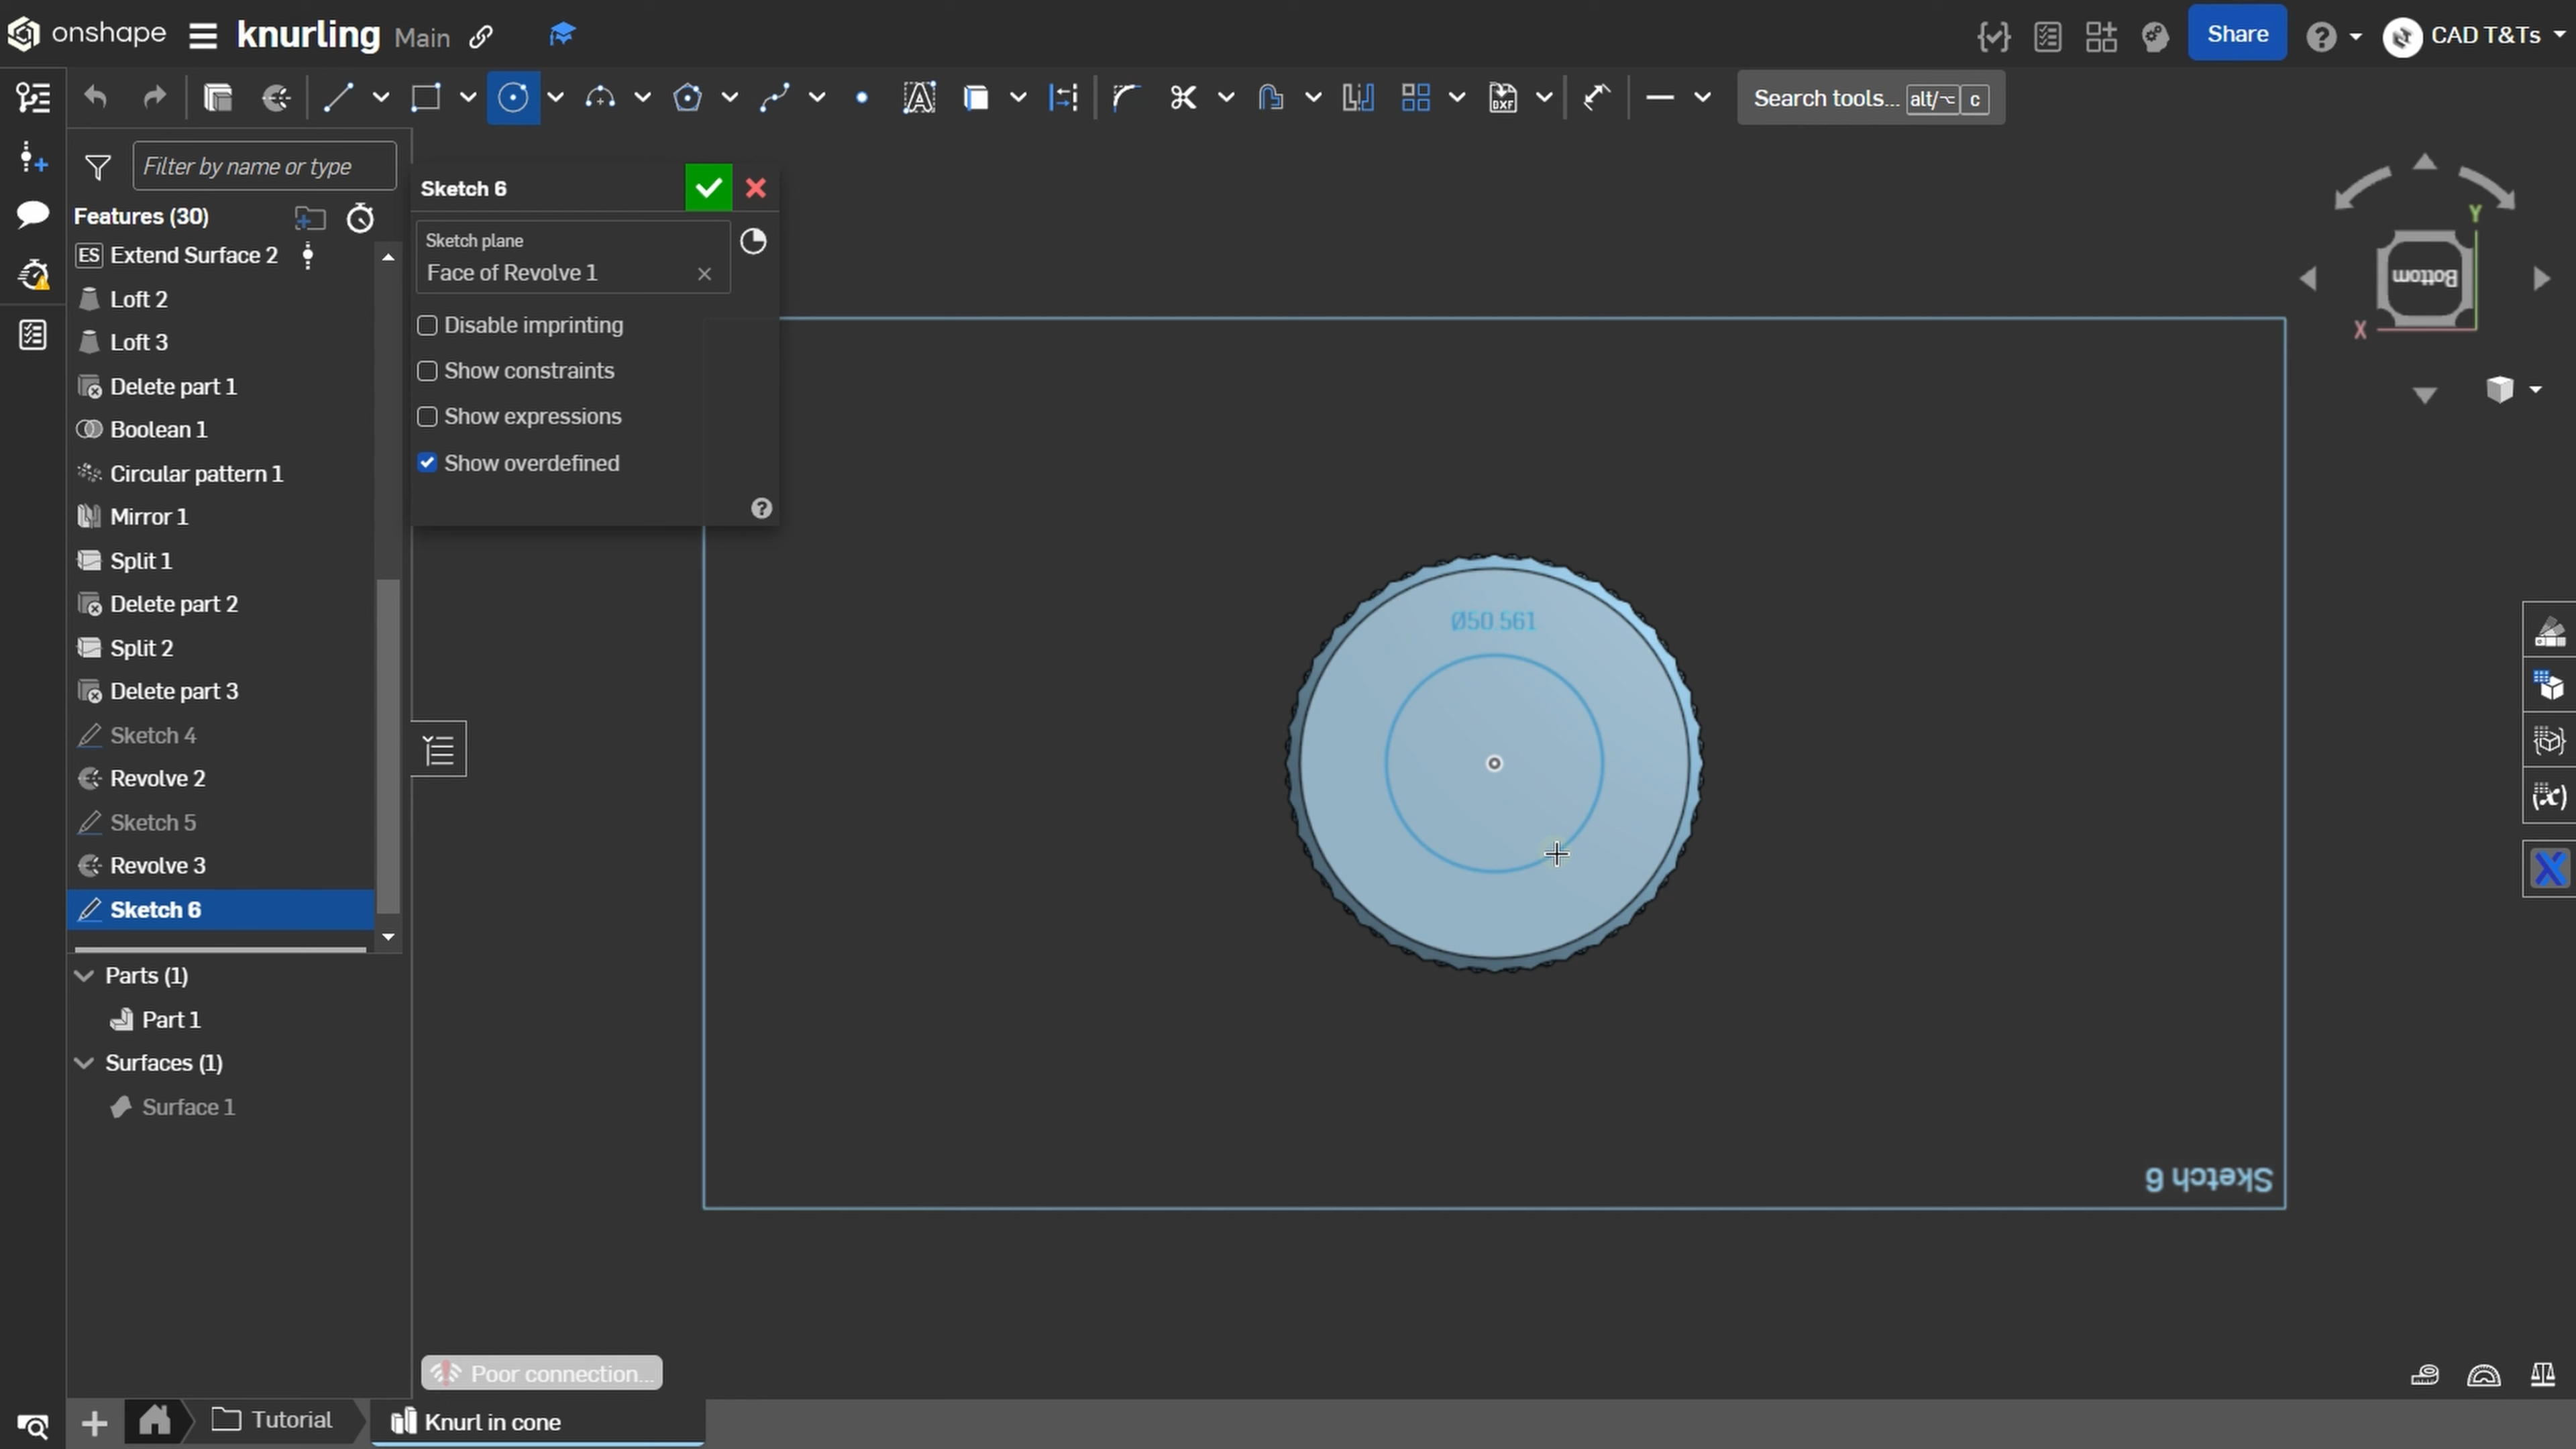 onshape knurling Main Share CAD T&Ts
Search tools... alt/⌥ c
Filter by name or type
Features (30)
ES Extend Surface 2
Loft 2
Loft 3
Delete part 1
Boolean 1
Circular pattern 1
Mirror 1
Split 1
Delete part 2
Split 2
Delete part 3
Sketch 4
Revolve 2
Sketch 5
Revolve 3
Sketch 6
Parts (1)
Part 1
Surfaces (1)
Surface 1
Sketch 6
Sketch plane
Face of Revolve 1
Disable imprinting
Show constraints
Show expressions
Show overdefined
Ø50.561
Y
Bottom
X
Sketch 6
Poor connection...
Tutorial
Knurl in cone